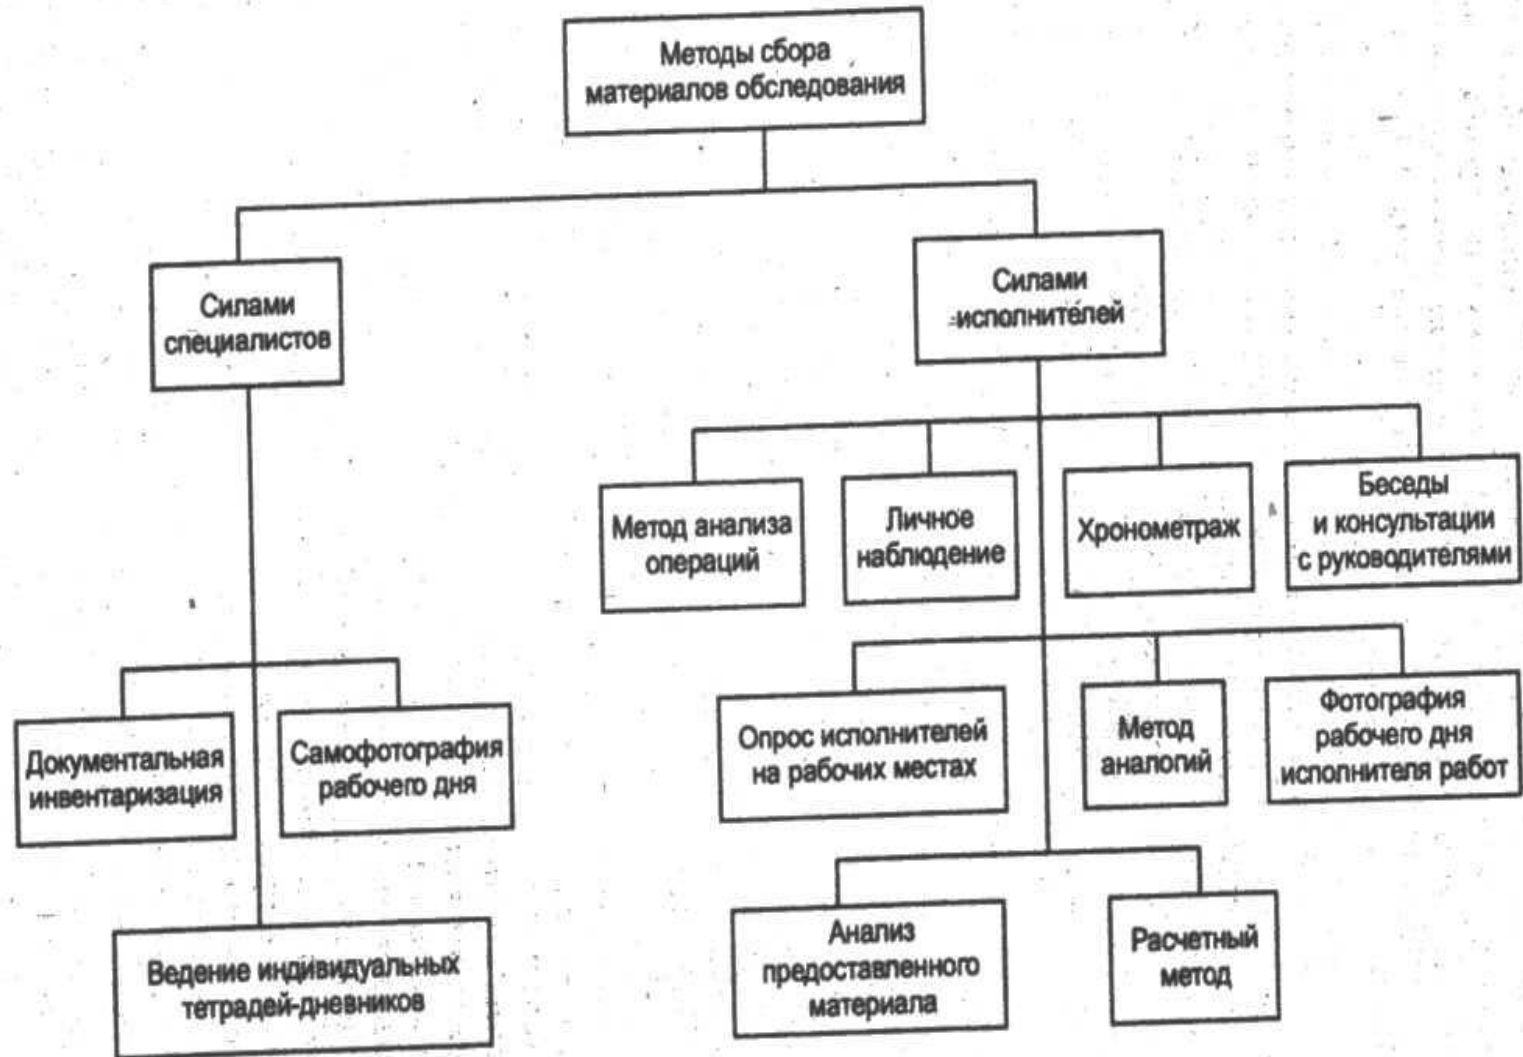 Методы сбора
материалов обследования
Силами
специалистов
Силами
исполнителей
Метод анализа
операций
Личное
наблюдение
Хронометраж
Беседы
и консультации
с руководителями
Документальная
инвентаризация
Самофотография
рабочего дня
Опрос исполнителей
на рабочих местах
Метод
аналогий
Фотография
рабочего дня
исполнителя работ
Ведение индивидуальных
тетрадей-дневников
Анализ
предоставленного
материала
Расчетный
метод